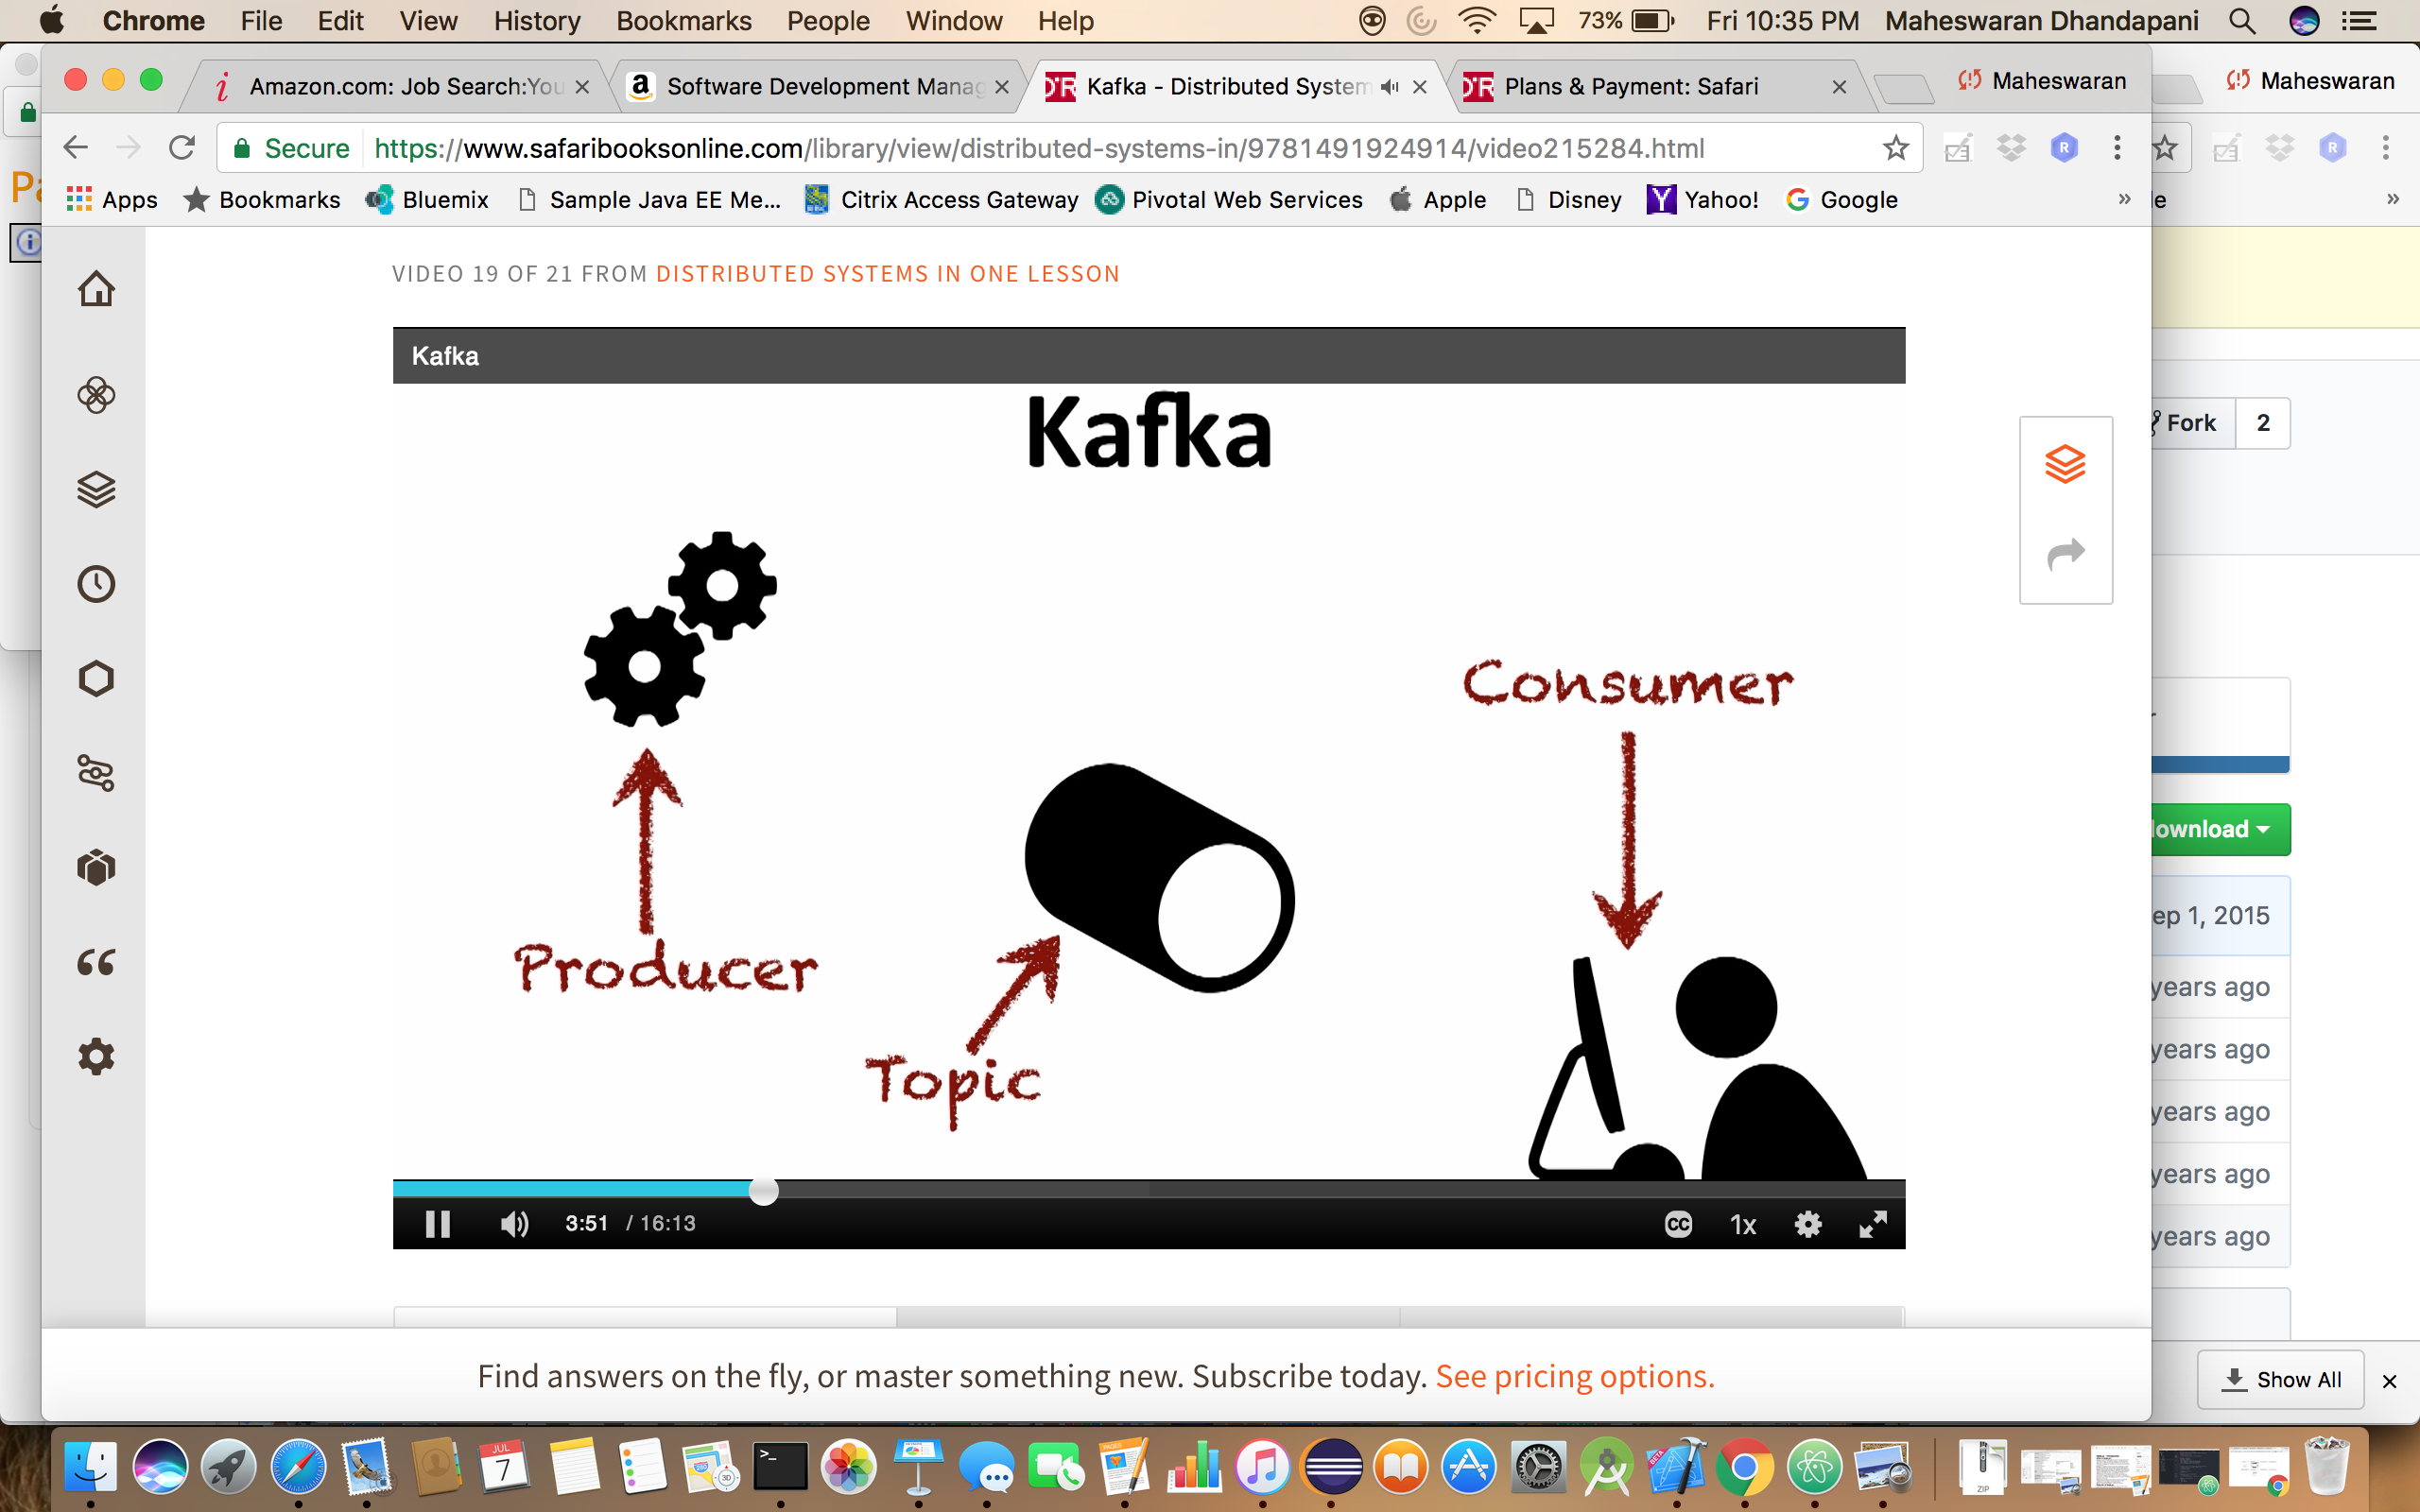 Chrome File Edit View History Bookmarks People Window Help 73% Fri 10:35 PM Maheswaran Dhandapani
Amazon.com: Job Search:You
Software Development Manag
Kafka - Distributed System
Plans & Payment: Safari
Maheswaran
Maheswaran
Secure https://www.safaribooksonline.com/library/view/distributed-systems-in/9781491924914/video215284.html
Apps Bookmarks Bluemix Sample Java EE Me... Citrix Access Gateway Pivotal Web Services Apple Disney Yahoo! Google »
le »
VIDEO 19 OF 21 FROM DISTRIBUTED SYSTEMS IN ONE LESSON
Kafka
Kafka
Fork 2
Consumer
Producer
Topic
ownload
ep 1, 2015
years ago
years ago
years ago
years ago
years ago
3:51 / 16:13
CC 1x
Find answers on the fly, or master something new. Subscribe today. See pricing options.
Show All
JUL
7
ZIP